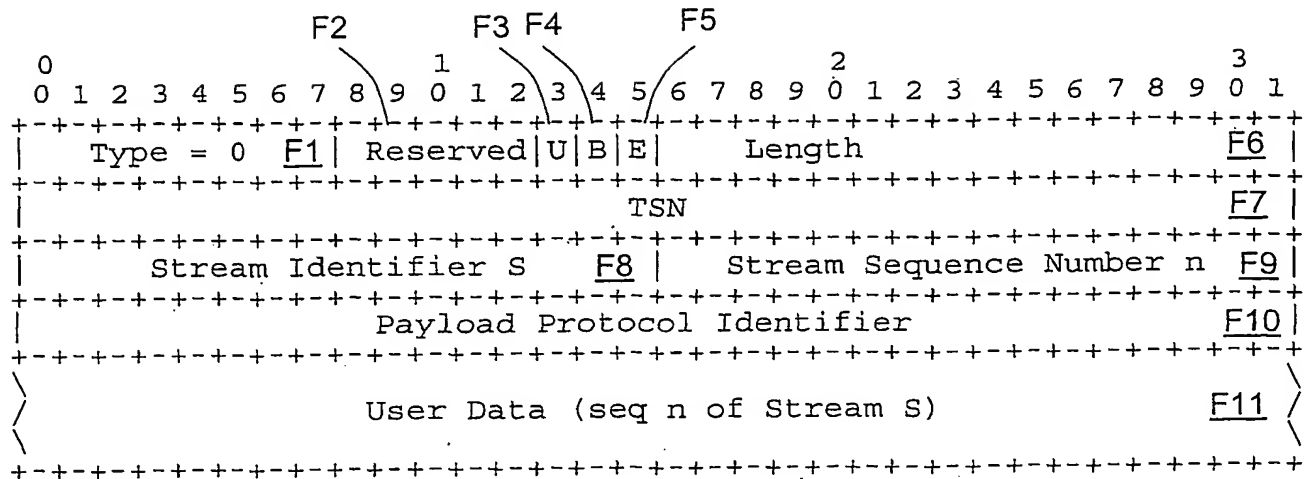 F2 F3 F4 F5
0 1 2 3
0 1 2 3 4 5 6 7 8 9 0 1 2 3 4 5 6 7 8 9 0 1 2 3 4 5 6 7 8 9 0 1
+-+-+-+-+-+-+-+-+-+-+-+-+-+-+-+-+-+-+-+-+-+-+-+-+-+-+-+-+-+-+-+-+
| Type = 0 F1| Reserved|U|B|E| Length F6 |
+-+-+-+-+-+-+-+-+-+-+-+-+-+-+-+-+-+-+-+-+-+-+-+-+-+-+-+-+-+-+-+-+
| TSN F7 |
+-+-+-+-+-+-+-+-+-+-+-+-+-+-+-+-+-+-+-+-+-+-+-+-+-+-+-+-+-+-+-+-+
| Stream Identifier S F8 | Stream Sequence Number n F9|
+-+-+-+-+-+-+-+-+-+-+-+-+-+-+-+-+-+-+-+-+-+-+-+-+-+-+-+-+-+-+-+-+
| Payload Protocol Identifier F10|
+-+-+-+-+-+-+-+-+-+-+-+-+-+-+-+-+-+-+-+-+-+-+-+-+-+-+-+-+-+-+-+-+
\ \
/ User Data (seq n of Stream S) F11 /
\ \
+-+-+-+-+-+-+-+-+-+-+-+-+-+-+-+-+-+-+-+-+-+-+-+-+-+-+-+-+-+-+-+-+